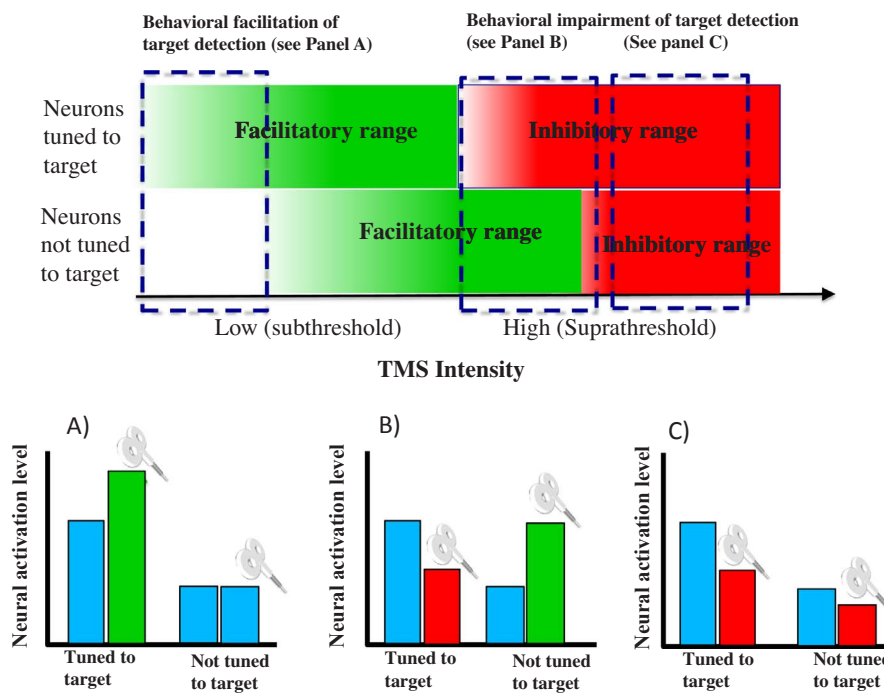 Behavioral facilitation of
target detection (see Panel A)
Behavioral impairment of target detection
(see Panel B)
(See panel C)
Neurons
tuned to
target
Facilitatory range
Inhibitory range
Neurons
not tuned
to target
Facilitatory range
Inhibitory range
Low (subthreshold)
High (Suprathreshold)
TMS Intensity
A)
Neural activation level
Tuned to
target
Not tuned
to target
B)
Neural activation level
Tuned to
target
Not tuned
to target
C)
Neural activation level
Tuned to
target
Not tuned
to target